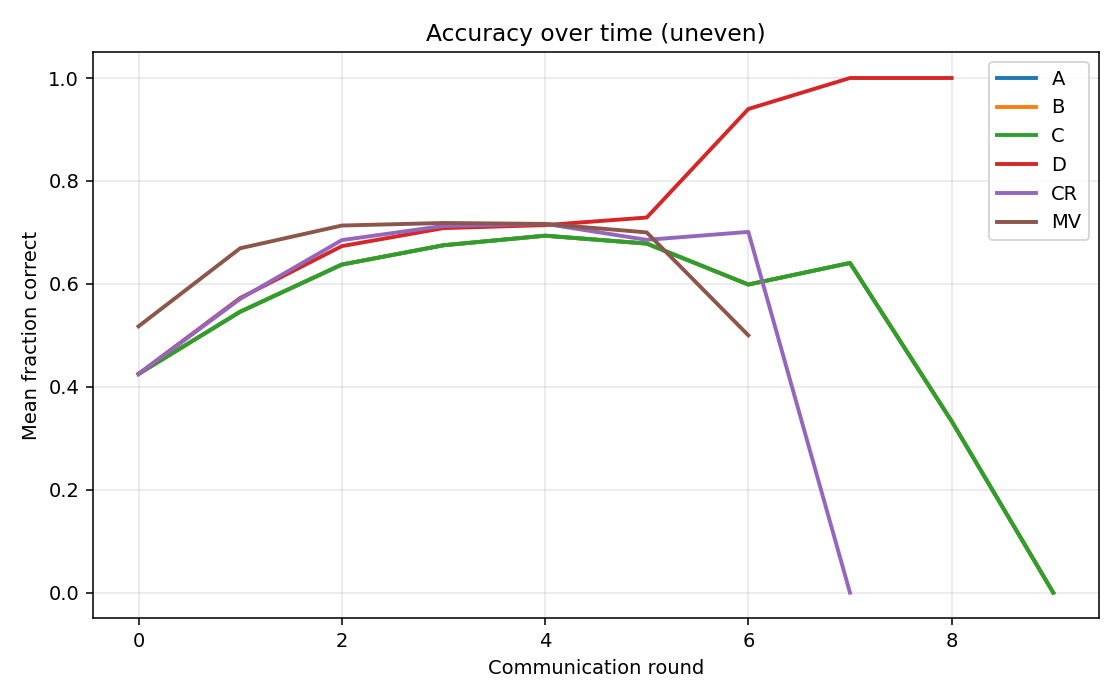 Accuracy over time (uneven)
Mean fraction correct
1.0
0.8
0.6
0.4
0.2
0.0
0
2
4
6
8
Communication round
A
B
C
D
CR
MV